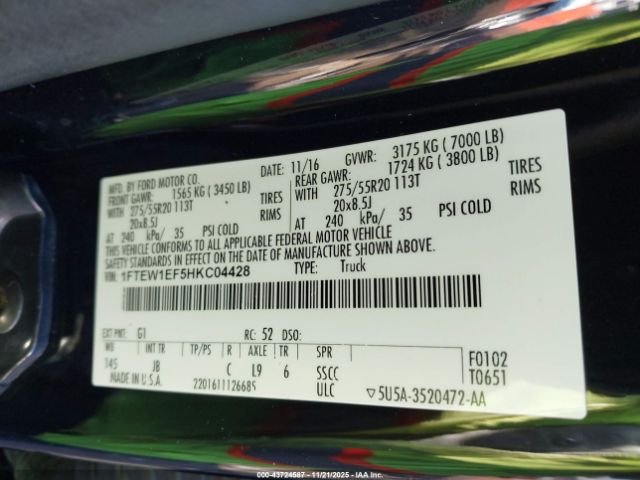 MFD. BY FORD MOTOR CO. 11/16 GVWR: 3175 KG ( 7000 LB)
FRONT GAWR: 1565 KG ( 3450 LB) REAR GAWR: 1724 KG ( 3800 LB)
WITH 275/55R20 113T TIRES WITH 275/55R20 113T TIRES
20x8.5J RIMS 20x8.5J RIMS
AT 240 kPa/ 35 PSI COLD AT 240 kPa/ 35 PSI COLD
THIS VEHICLE CONFORMS TO ALL APPLICABLE FEDERAL MOTOR VEHICLE
SAFETY STANDARDS IN EFFECT ON THE DATE OF MANUFACTURE SHOWN ABOVE.
VIN: 1FTEW1EF5HKC04428 TYPE: Truck
EXT PNT: G1 RC: 52 DSO:
WB INT TR TP/PS R AXLE TR SPR F0102
145 JB C L9 6 SSCC T0651
MADE IN U.S.A. 2201611126685 ULC ▽5U5A-3520472-AA
00-43724587 - 11/21/2025 - IAAI.COM